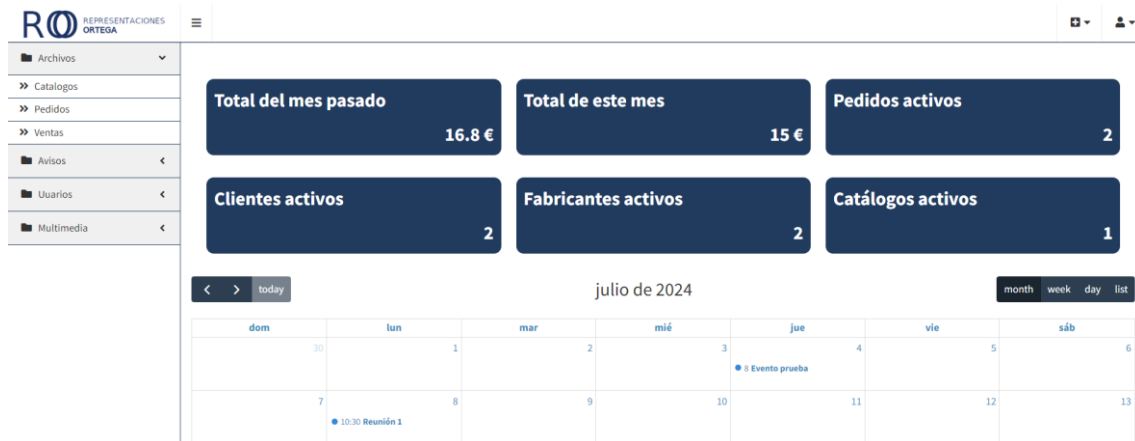 RO REPRESENTACIONES
ORTEGA
Archivos
Catalogos
Pedidos
Ventas
Avisos
Uuarios
Multimedia
Total del mes pasado
16.8 €
Total de este mes
15 €
Pedidos activos
2
Clientes activos
2
Fabricantes activos
2
Catálogos activos
1
today
julio de 2024
month week day list
dom lun mar mié jue vie sáb
30 1 2 3 4 5 6
8 Evento prueba
7 8 9 10 11 12 13
10:30 Reunión 1